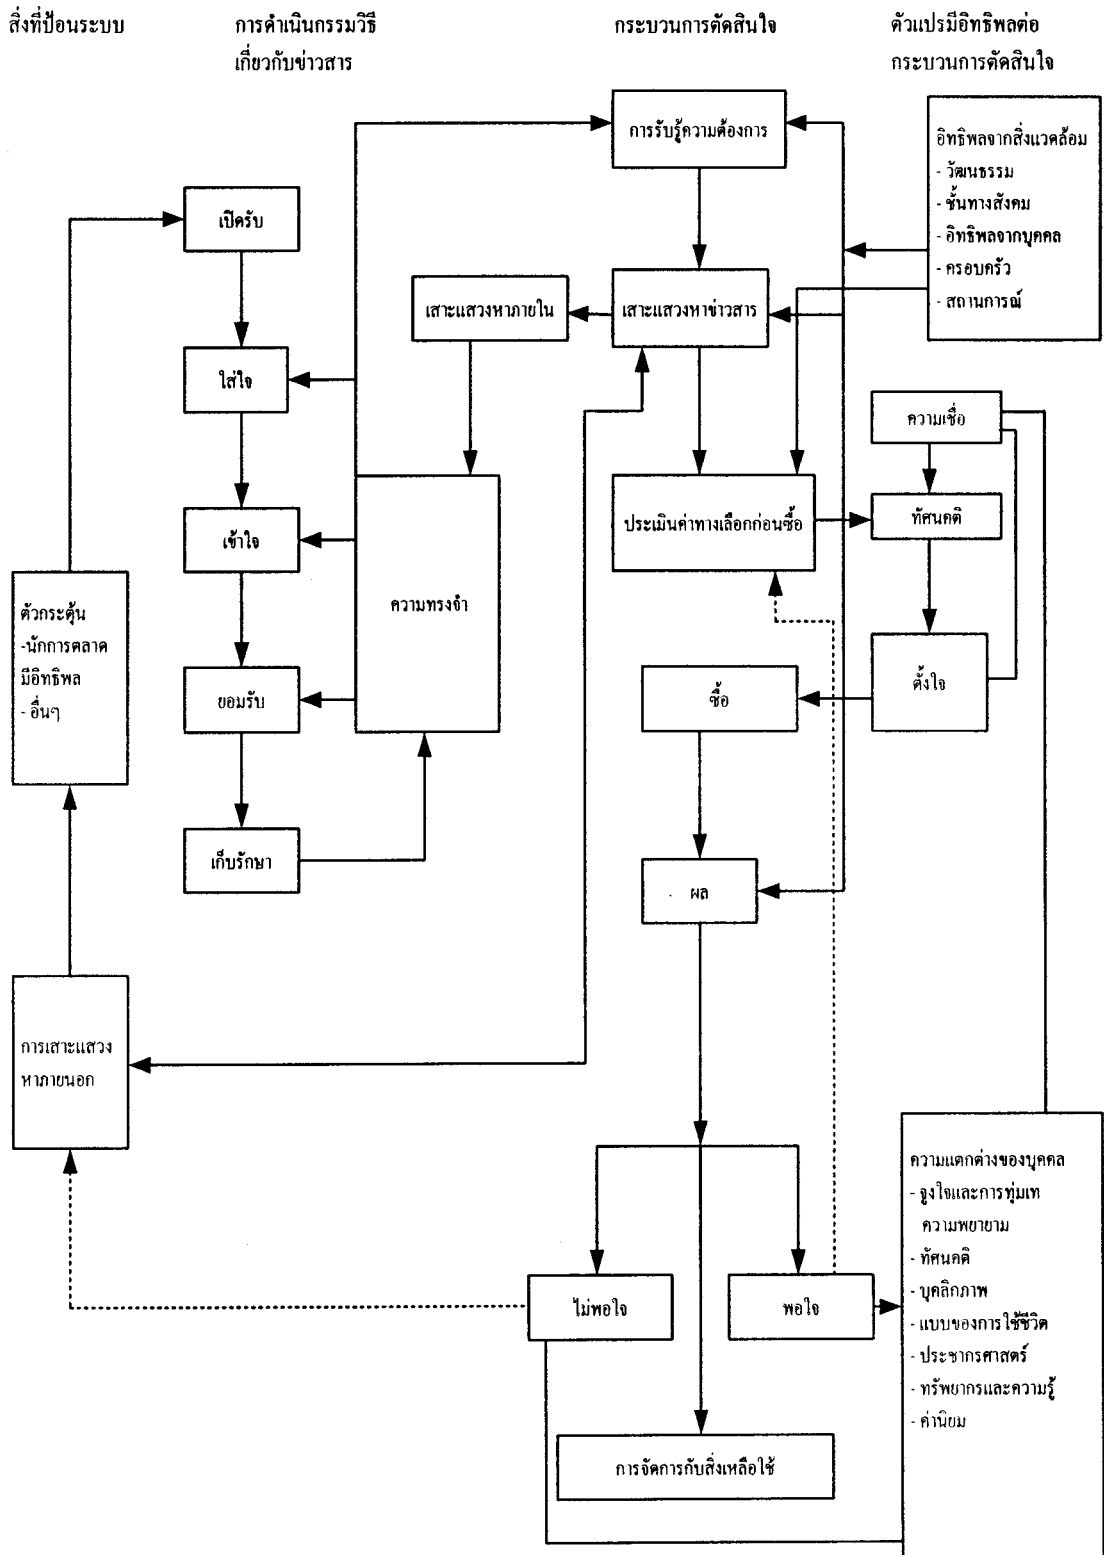 สิ่งที่ป้อนระบบ
การดำเนินกรรมวิธี
เกี่ยวกับข่าวสาร
กระบวนการตัดสินใจ
ตัวแปรมีอิทธิพลต่อ
กระบวนการตัดสินใจ
การรับรู้ความต้องการ
อิทธิพลจากสิ่งแวดล้อม
- วัฒนธรรม
- ชั้นทางสังคม
- อิทธิพลจากบุคคล
- ครอบครัว
- สถานการณ์
เปิดรับ
เสาะแสวงหาภายใน
เสาะแสวงหาข่าวสาร
ใส่ใจ
ความเชื่อ
ประเมินค่าทางเลือกก่อนซื้อ
ทัศนคติ
เข้าใจ
ความทรงจำ
ตัวกระตุ้น
-นักการตลาด
มีอิทธิพล
- อื่นๆ
ยอมรับ
ซื้อ
ตั้งใจ
เก็บรักษา
ผล
การเสาะแสวง
หาภายนอก
ความแตกต่างของบุคคล
- จูงใจและการทุ่มเท
ความพยายาม
- ทัศนคติ
- บุคลิกภาพ
- แบบของการใช้ชีวิต
- ประชากรศาสตร์
- ทรัพยากรและความรู้
- ค่านิยม
ไม่พอใจ
พอใจ
การจัดการกับสิ่งเหลือใช้